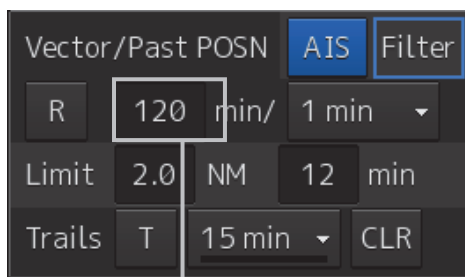 Vector/Past POSN AIS Filter
R 120 min/ 1 min
Limit 2.0 NM 12 min
Trails T 15 min CLR